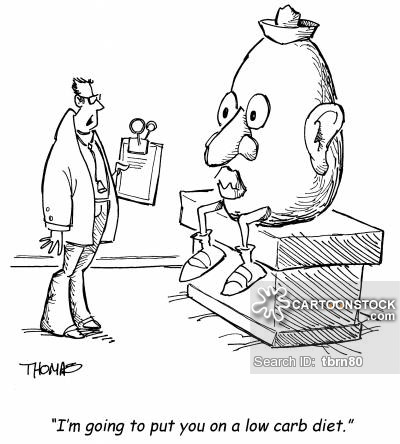 THOMAS
CARTOONSTOCK
.com
Search ID: tbrn80
"I'm going to put you on a low carb diet."